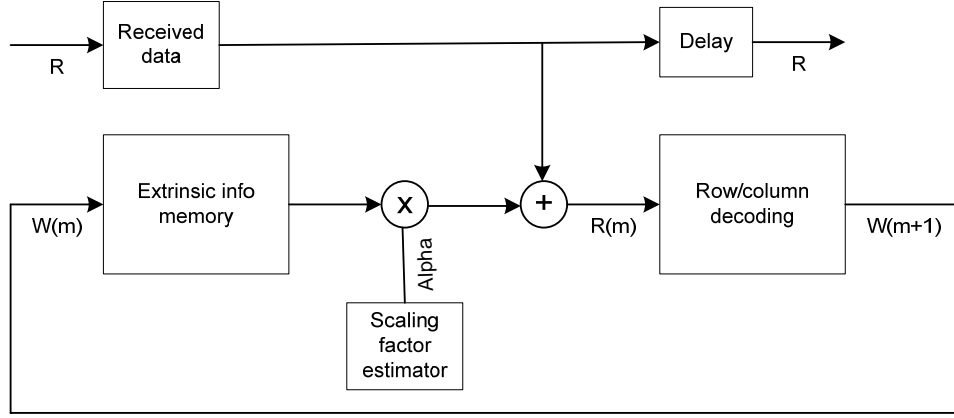 Received
data
Delay
R
R
Extrinsic info
memory
X
+
Row/column
decoding
W(m)
R(m)
W(m+1)
Alpha
Scaling
factor
estimator